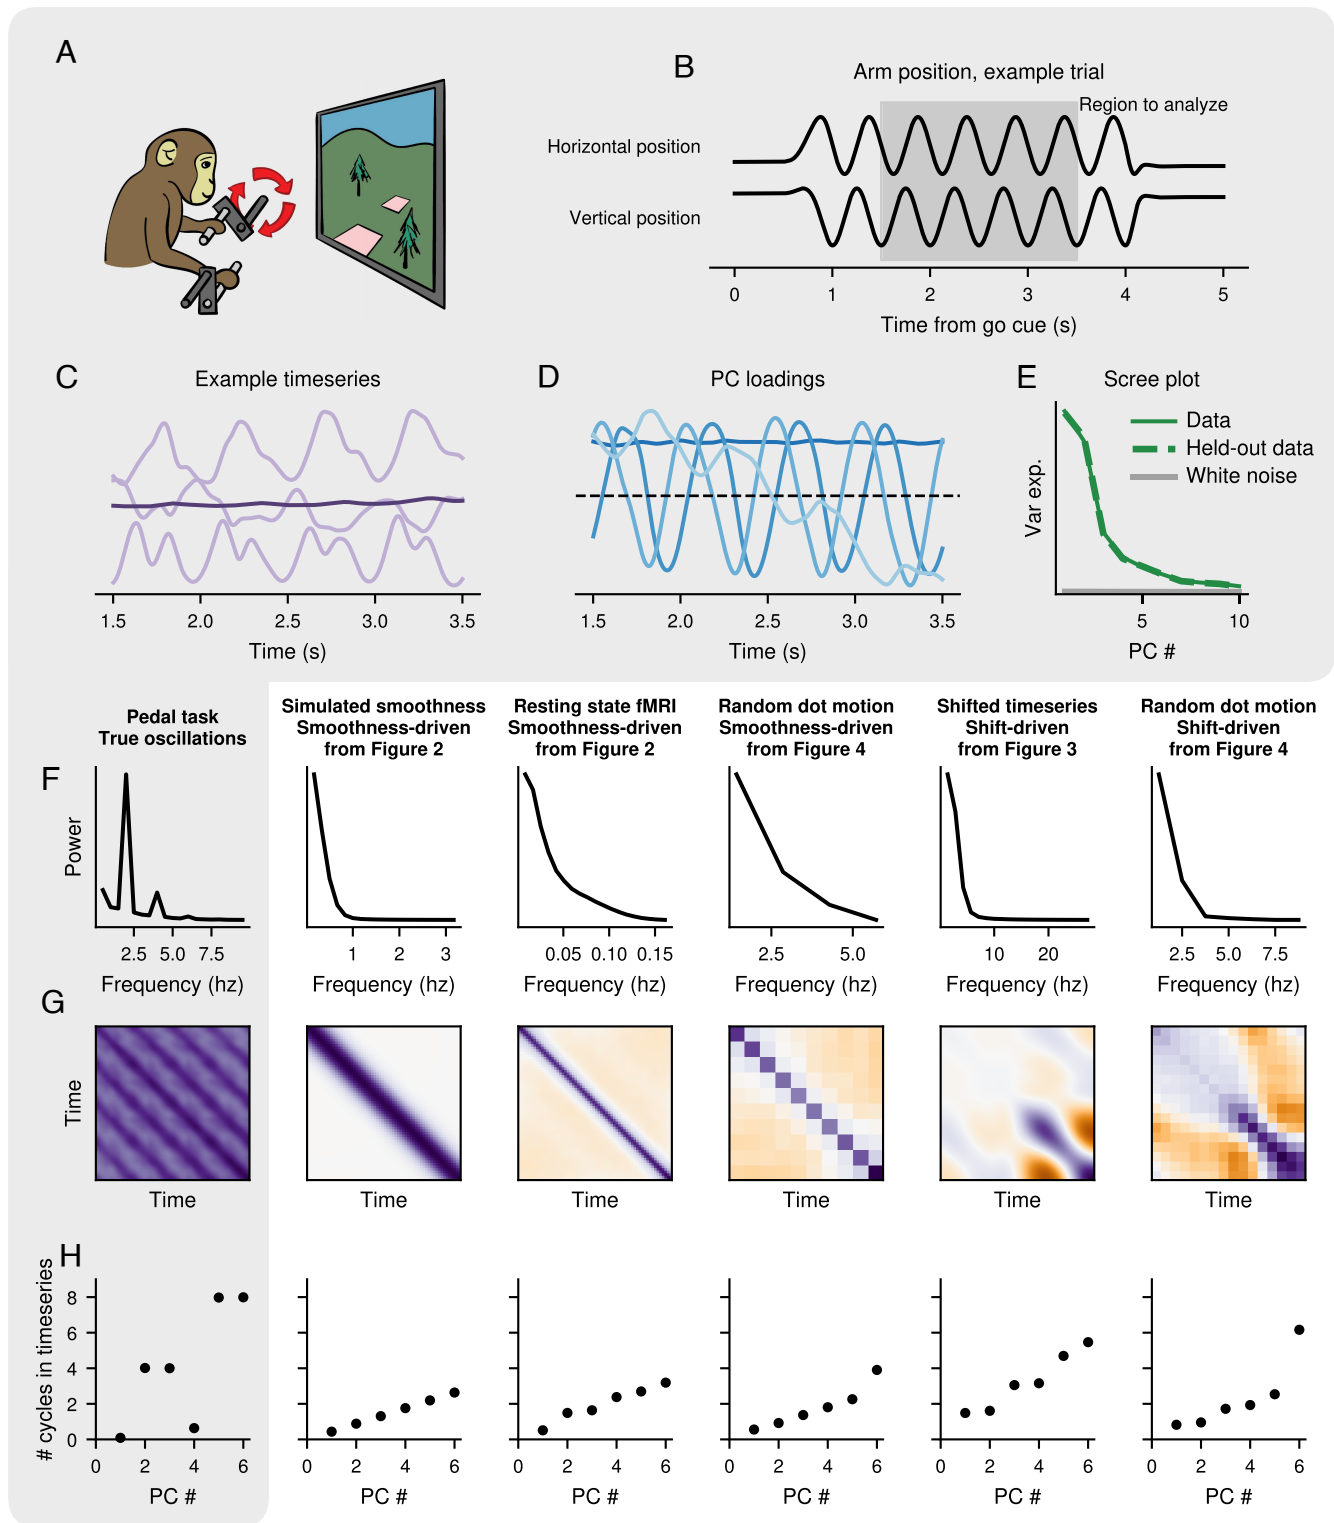 A
B
Arm position, example trial
Region to analyze
Horizontal position
Vertical position
0 1 2 3 4 5
Time from go cue (s)
C
Example timeseries
1.5 2.0 2.5 3.0 3.5
Time (s)
D
PC loadings
1.5 2.0 2.5 3.0 3.5
Time (s)
E
Scree plot
Data
Held-out data
White noise
Var exp.
5 10
PC #
Pedal task
True oscillations
Simulated smoothness
Smoothness-driven
from Figure 2
Resting state fMRI
Smoothness-driven
from Figure 2
Random dot motion
Smoothness-driven
from Figure 4
Shifted timeseries
Shift-driven
from Figure 3
Random dot motion
Shift-driven
from Figure 4
F
Power
2.5 5.0 7.5
Frequency (hz)
1 2 3
Frequency (hz)
0.05 0.10 0.15
Frequency (hz)
2.5 5.0
Frequency (hz)
10 20
Frequency (hz)
2.5 5.0 7.5
Frequency (hz)
G
Time
Time
Time
Time
Time
Time
Time
H
# cycles in timeseries
8
6
4
2
0
0 2 4 6
PC #
0 2 4 6
PC #
0 2 4 6
PC #
0 2 4 6
PC #
0 2 4 6
PC #
0 2 4 6
PC #